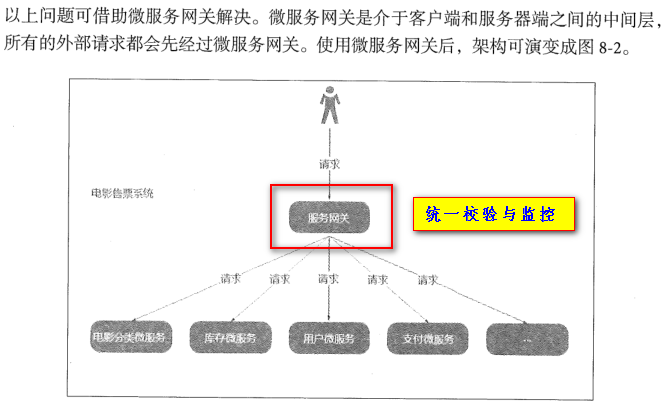 以上问题可借助微服务网关解决。微服务网关是介于客户端和服务器端之间的中间层，
所有的外部请求都会先经过微服务网关。使用微服务网关后，架构可演变成图 8-2。
请求
电影售票系统
服务网关
统一校验与监控
请求 请求 请求 请求 请求
电影分类微服务 库存微服务 用户微服务 支付微服务 ...